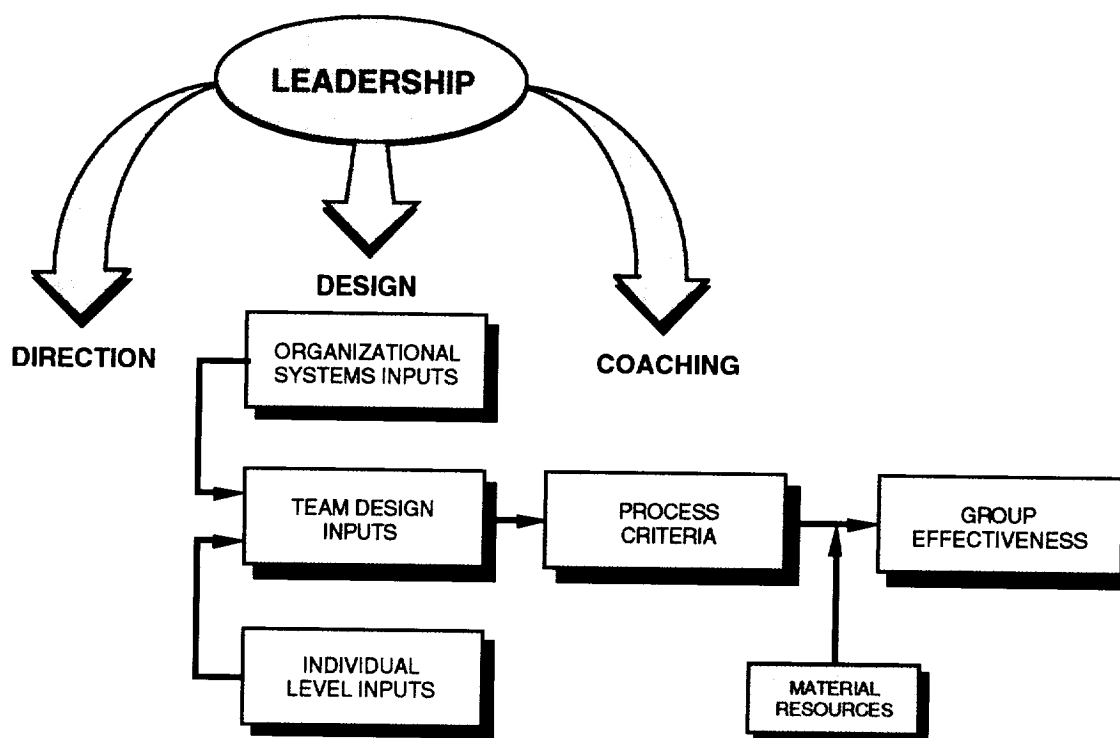 LEADERSHIP
DESIGN
DIRECTION
COACHING
ORGANIZATIONAL
SYSTEMS INPUTS
TEAM DESIGN
INPUTS
PROCESS
CRITERIA
GROUP
EFFECTIVENESS
INDIVIDUAL
LEVEL INPUTS
MATERIAL
RESOURCES